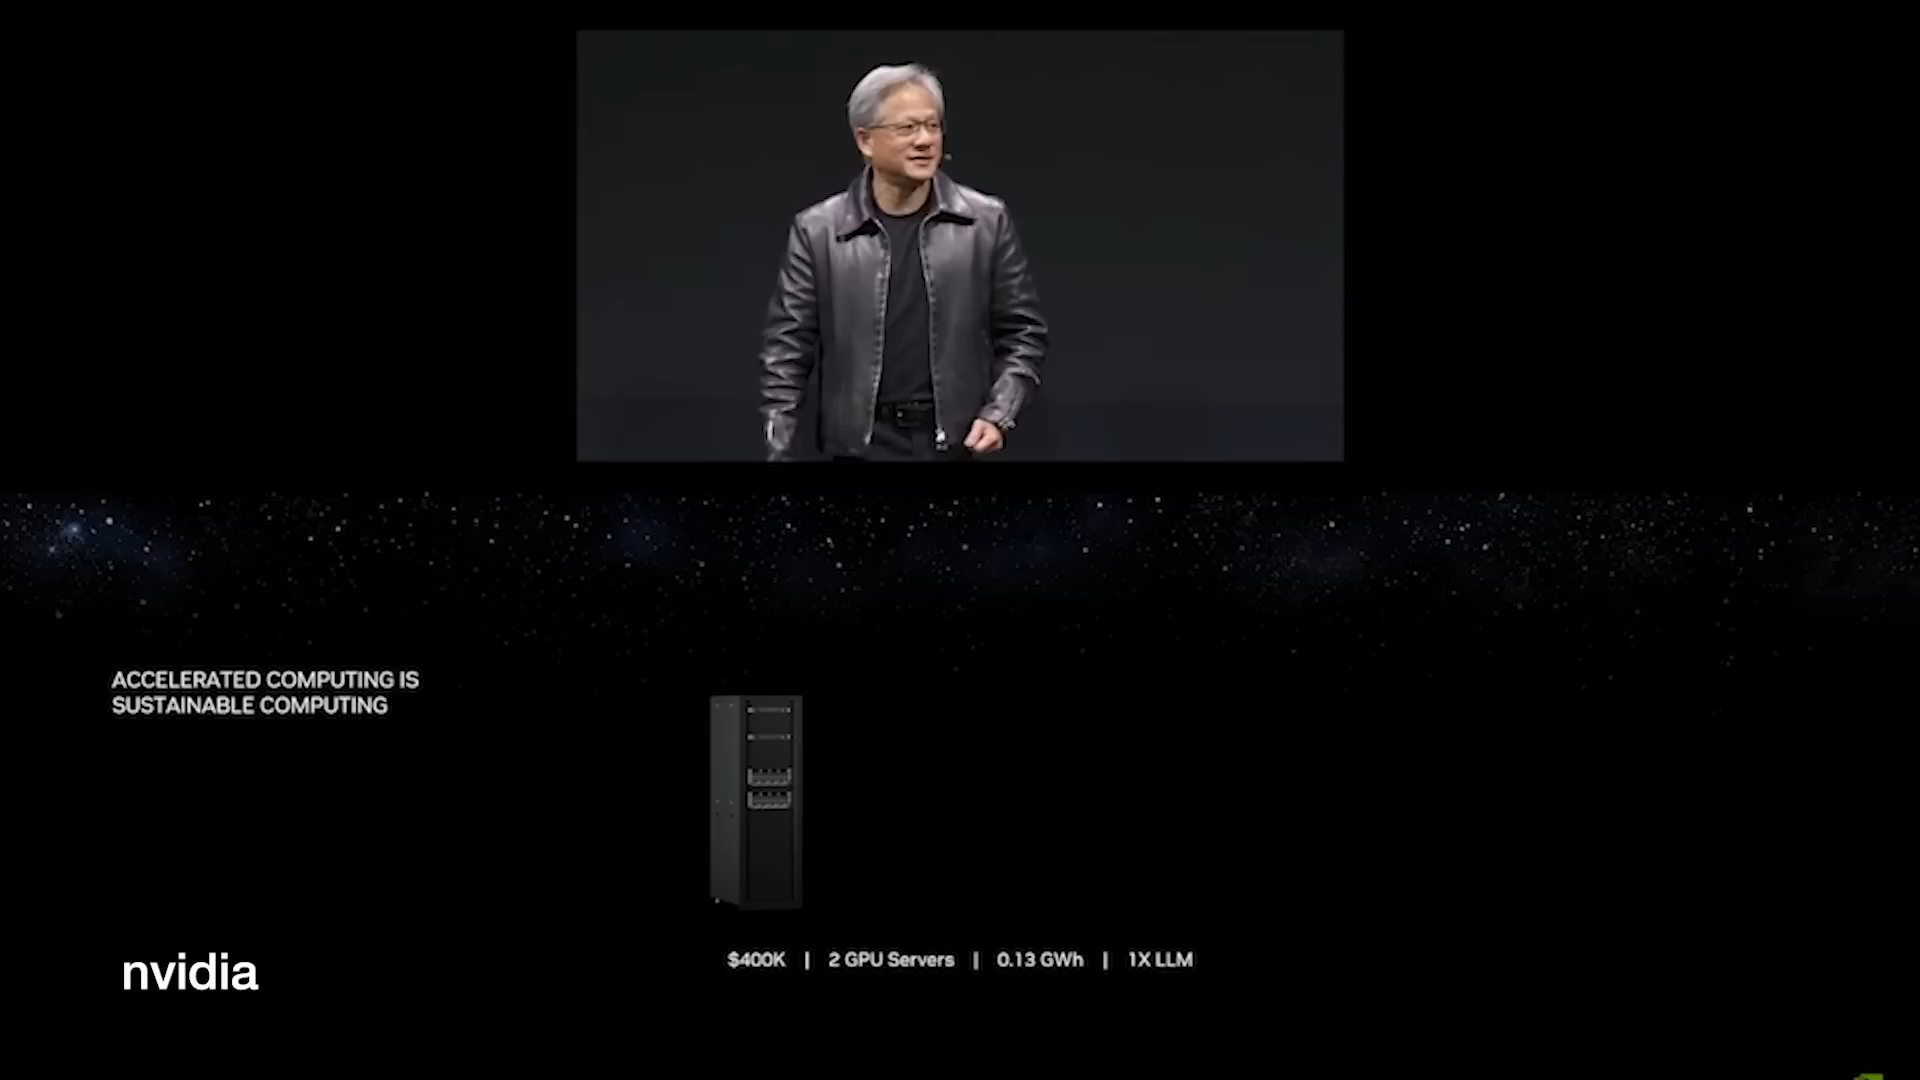 ACCELERATED COMPUTING IS
SUSTAINABLE COMPUTING
$400K | 2 GPU Servers | 0.13 GWh | 1X LLM
nvidia